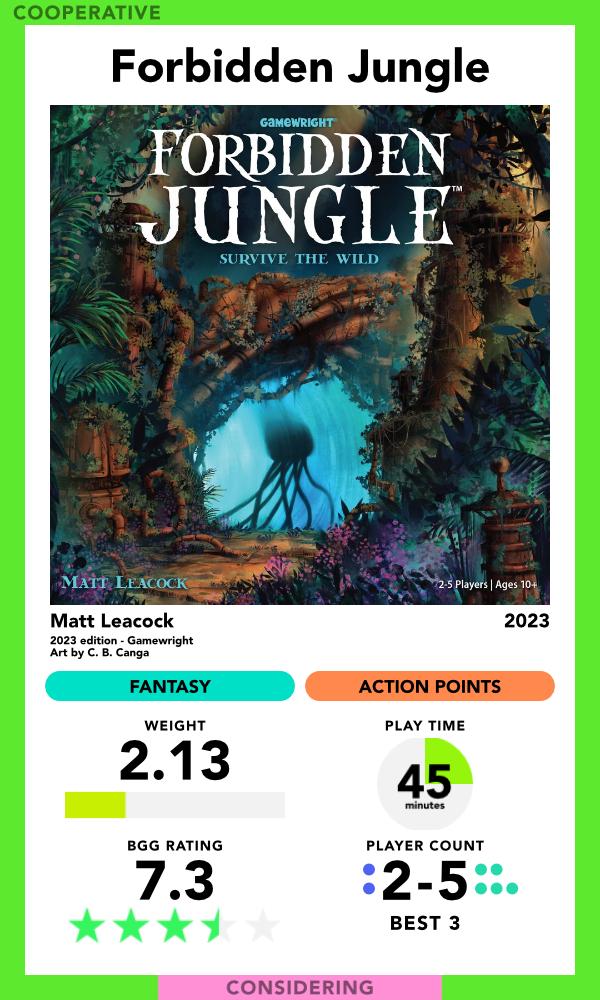 COOPERATIVE
Forbidden Jungle
GAMEWRIGHT®
FORBIDDEN
JUNGLE™
SURVIVE THE WILD
MATT LEACOCK
2-5 Players | Ages 10+
Matt Leacock
2023
2023 edition - Gamewright
Art by C. B. Canga
FANTASY
ACTION POINTS
WEIGHT
2.13
PLAY TIME
45
minutes
BGG RATING
7.3
PLAYER COUNT
2-5
BEST 3
CONSIDERING